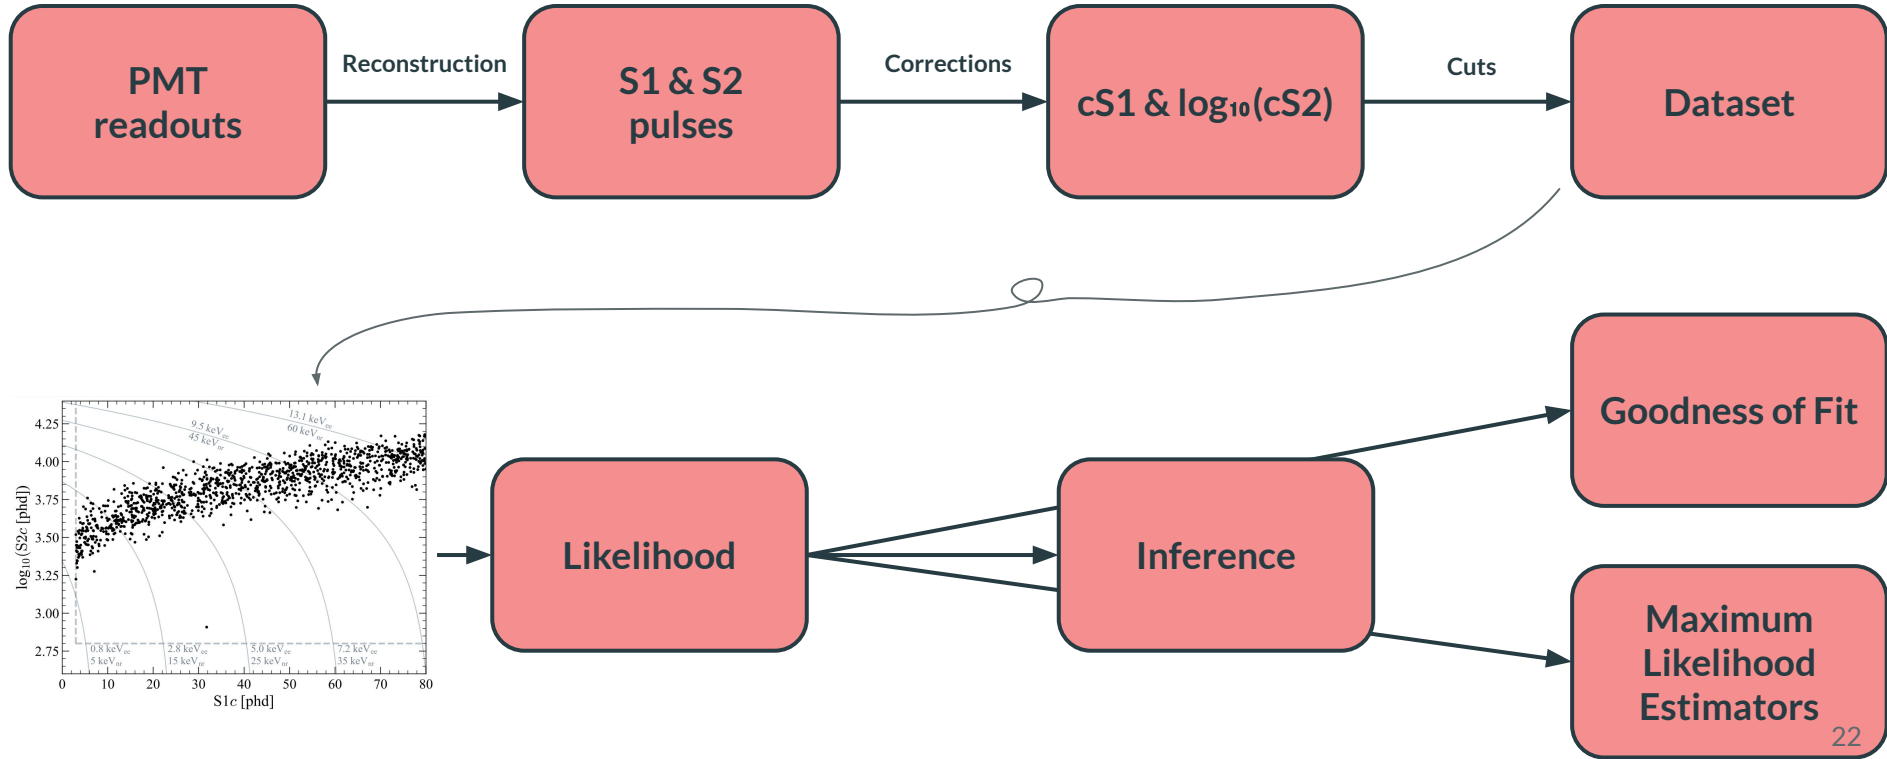 PMT
readouts
Reconstruction
S1 & S2
pulses
Corrections
cS1 & log₁₀(cS2)
Cuts
Dataset
13.1 keVₑₑ
60 keVₙᵣ
9.5 keVₑₑ
45 keVₙᵣ
4.25
4.00
3.75
3.50
3.25
3.00
2.75
log₁₀(S2c [phd])
0.8 keVₑₑ
5 keVₙᵣ
2.8 keVₑₑ
15 keVₙᵣ
5.0 keVₑₑ
25 keVₙᵣ
7.2 keVₑₑ
35 keVₙᵣ
0 10 20 30 40 50 60 70 80
S1c [phd]
Likelihood
Inference
Goodness of Fit
Maximum
Likelihood
Estimators
22